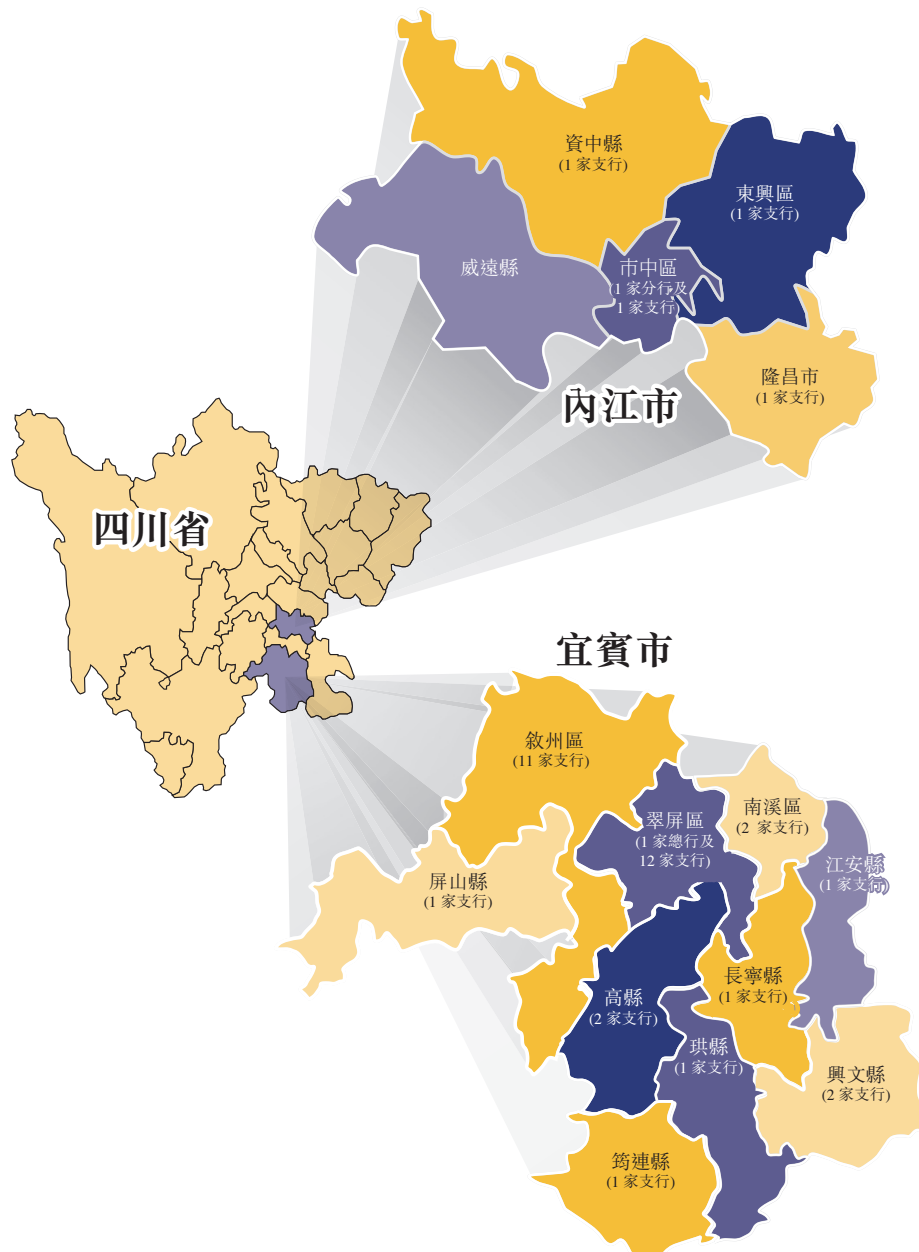 資中縣
(1 家支行)
東興區
(1 家支行)
威遠縣
市中區
(1 家分行及
1 家支行)
內江市
隆昌市
(1 家支行)
四川省
宜賓市
敘州區
(11 家支行)
南溪區
(2 家支行)
翠屏區
(1 家總行及
12 家支行)
江安縣
(1 家支行)
屏山縣
(1 家支行)
長寧縣
(1 家支行)
高縣
(2 家支行)
珙縣
(1 家支行)
興文縣
(2 家支行)
筠連縣
(1 家支行)